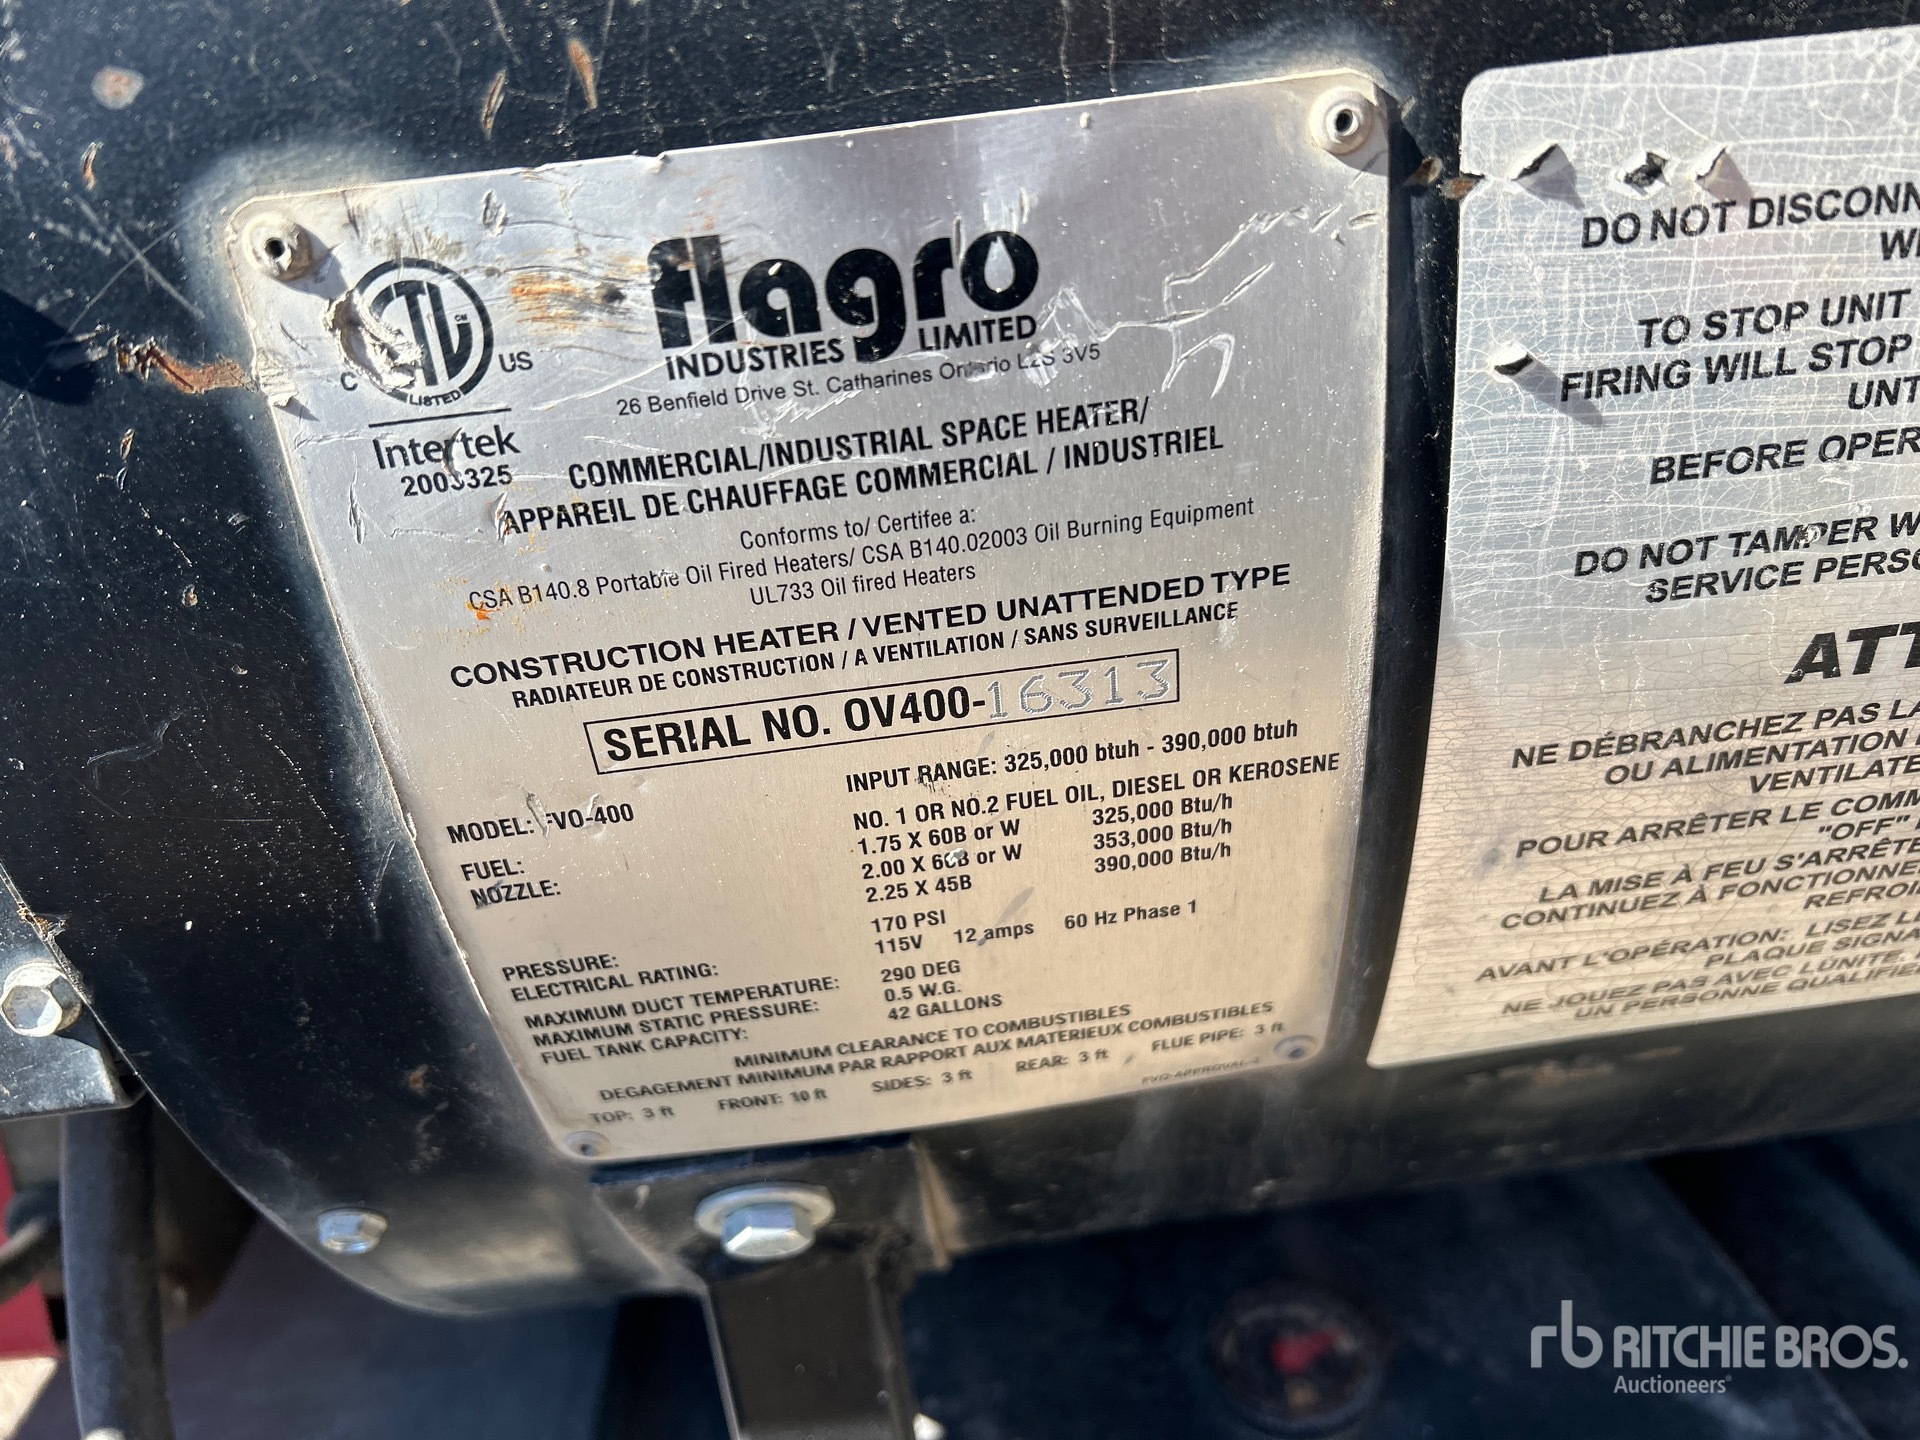 flagro
INDUSTRIES LIMITED
26 Benfield Drive St. Catharines Ontario L2S 3V5
C ETL CM US
LISTED
Intertek
2003325
COMMERCIAL/INDUSTRIAL SPACE HEATER/
APPAREIL DE CHAUFFAGE COMMERCIAL / INDUSTRIEL
Conforms to/ Certifee a:
CSA B140.8 Portable Oil Fired Heaters/ CSA B140.02003 Oil Burning Equipment
UL733 Oil fired Heaters
CONSTRUCTION HEATER / VENTED UNATTENDED TYPE
RADIATEUR DE CONSTRUCTION / A VENTILATION / SANS SURVEILLANCE
SERIAL NO. OV400-16313
INPUT RANGE: 325,000 btuh - 390,000 btuh
MODEL: FVO-400
FUEL: NO. 1 OR NO.2 FUEL OIL, DIESEL OR KEROSENE
NOZZLE: 1.75 X 60B or W 325,000 Btu/h
2.00 X 60B or W 353,000 Btu/h
2.25 X 45B 390,000 Btu/h
PRESSURE: 170 PSI
ELECTRICAL RATING: 115V 12 amps 60 Hz Phase 1
MAXIMUM DUCT TEMPERATURE: 290 DEG
MAXIMUM STATIC PRESSURE: 0.5 W.G.
FUEL TANK CAPACITY: 42 GALLONS
MINIMUM CLEARANCE TO COMBUSTIBLES
DEGAGEMENT MINIMUM PAR RAPPORT AUX MATERIEUX COMBUSTIBLES
TOP: 3 ft FRONT: 10 ft SIDES: 3 ft REAR: 3 ft FLUE PIPE: 3 ft
DO NOT DISCONN
WH
TO STOP UNIT
FIRING WILL STOP
UNT
BEFORE OPER
DO NOT TAMPER W
SERVICE PERSO
ATT
NE DÉBRANCHEZ PAS LA
OU ALIMENTATION
VENTILATE
POUR ARRÊTER LE COMM
"OFF"
LA MISE À FEU S'ARRÊTE
CONTINUEZ À FONCTIONNE
REFROI
AVANT L'OPÉRATION: LISEZ LE
PLAQUE SIGNA
NE JOUEZ PAS AVEC L'UNITE.
UN PERSONNE QUALIFIÉ
rb RITCHIE BROS.
Auctioneers